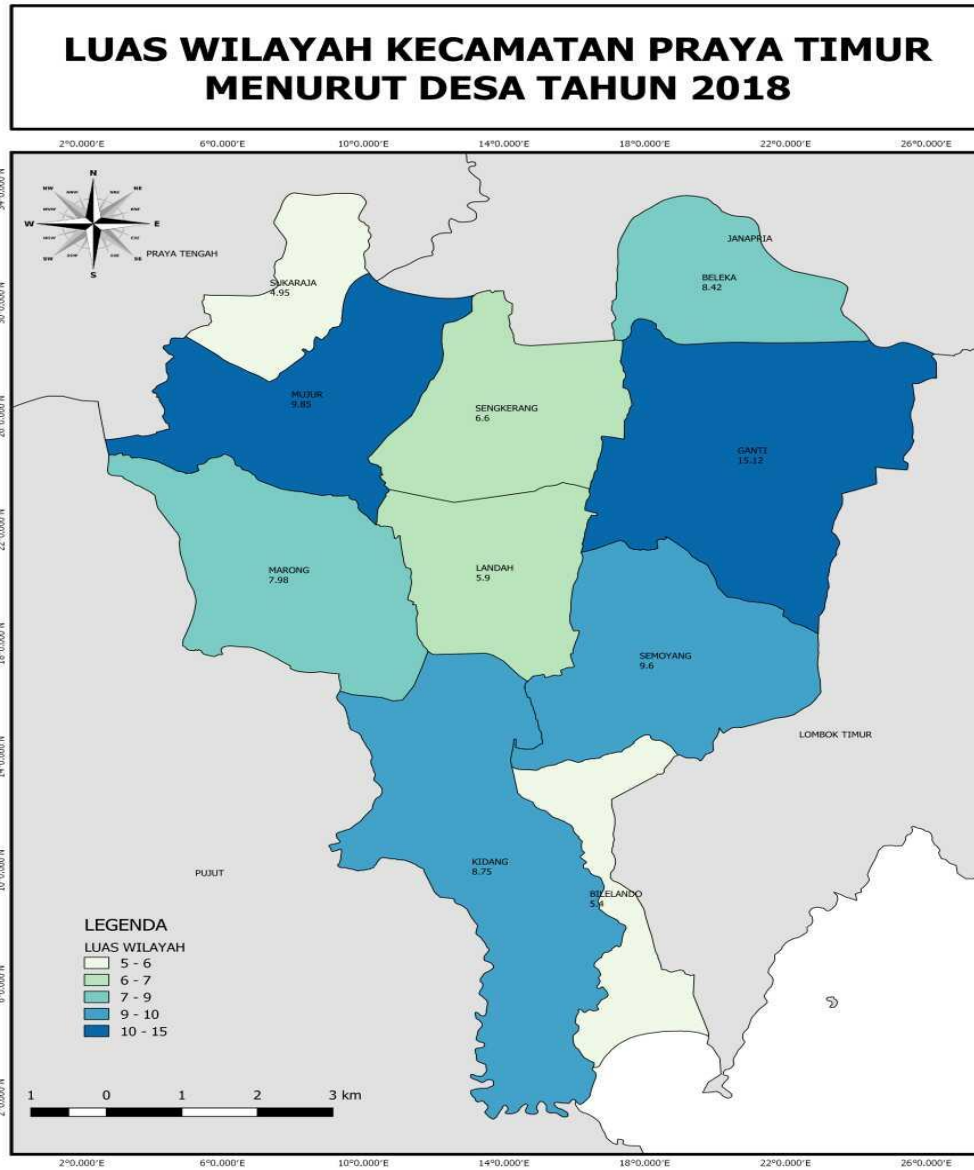 LUAS WILAYAH KECAMATAN PRAYA TIMUR
MENURUT DESA TAHUN 2018
2°0.000'E 6°0.000'E 10°0.000'E 14°0.000'E 18°0.000'E 22°0.000'E 26°0.000'E
N
W E
S
NW NE
SW SE
PRAYA TENGAH
JANAPRIA
SUKARAJA
4.95
BELEKA
8.42
MUJUR
9.85
SENGKERANG
6.6
GANTI
15.12
MARONG
7.98
LANDAH
5.9
SEMOYANG
9.6
LOMBOK TIMUR
KIDANG
8.75
PUJUT
BILELANDO
5.4
LEGENDA
LUAS WILAYAH
5 - 6
6 - 7
7 - 9
9 - 10
10 - 15
1 0 1 2 3 km
2°0.000'E 6°0.000'E 10°0.000'E 14°0.000'E 18°0.000'E 22°0.000'E 26°0.000'E